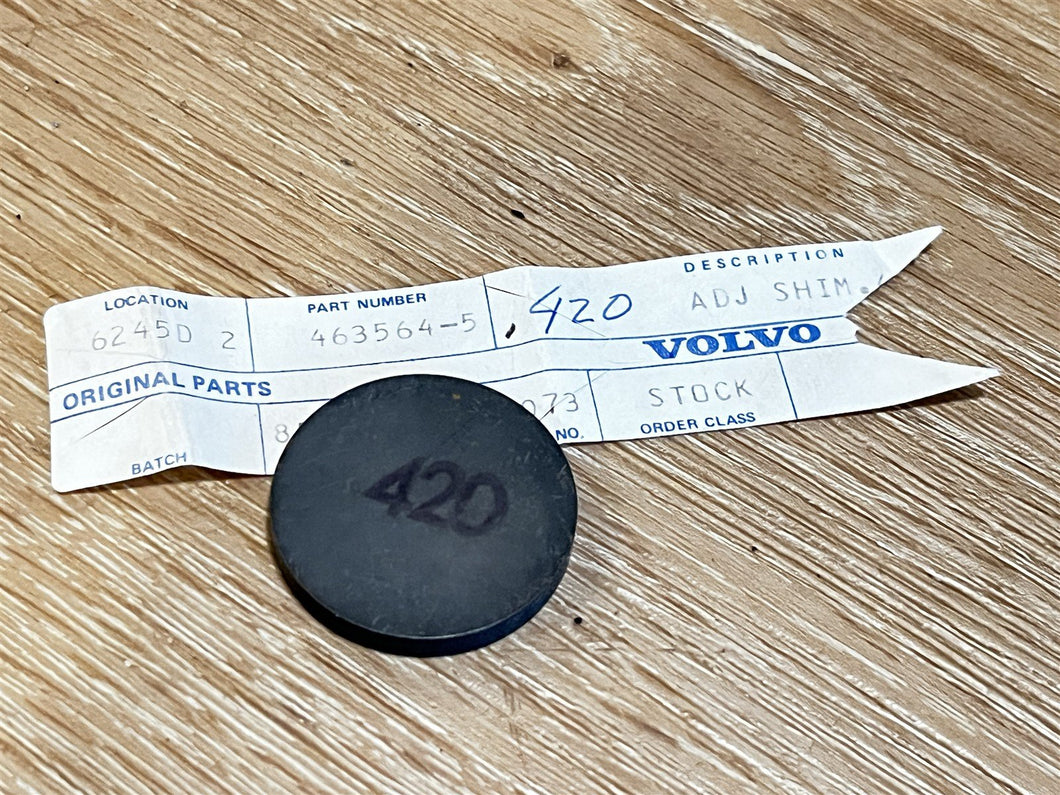 LOCATION PART NUMBER DESCRIPTION
6245D 2 463564-5 .420 ADJ SHIM.
VOLVO
ORIGINAL PARTS
073 STOCK
BATCH NO. ORDER CLASS
420